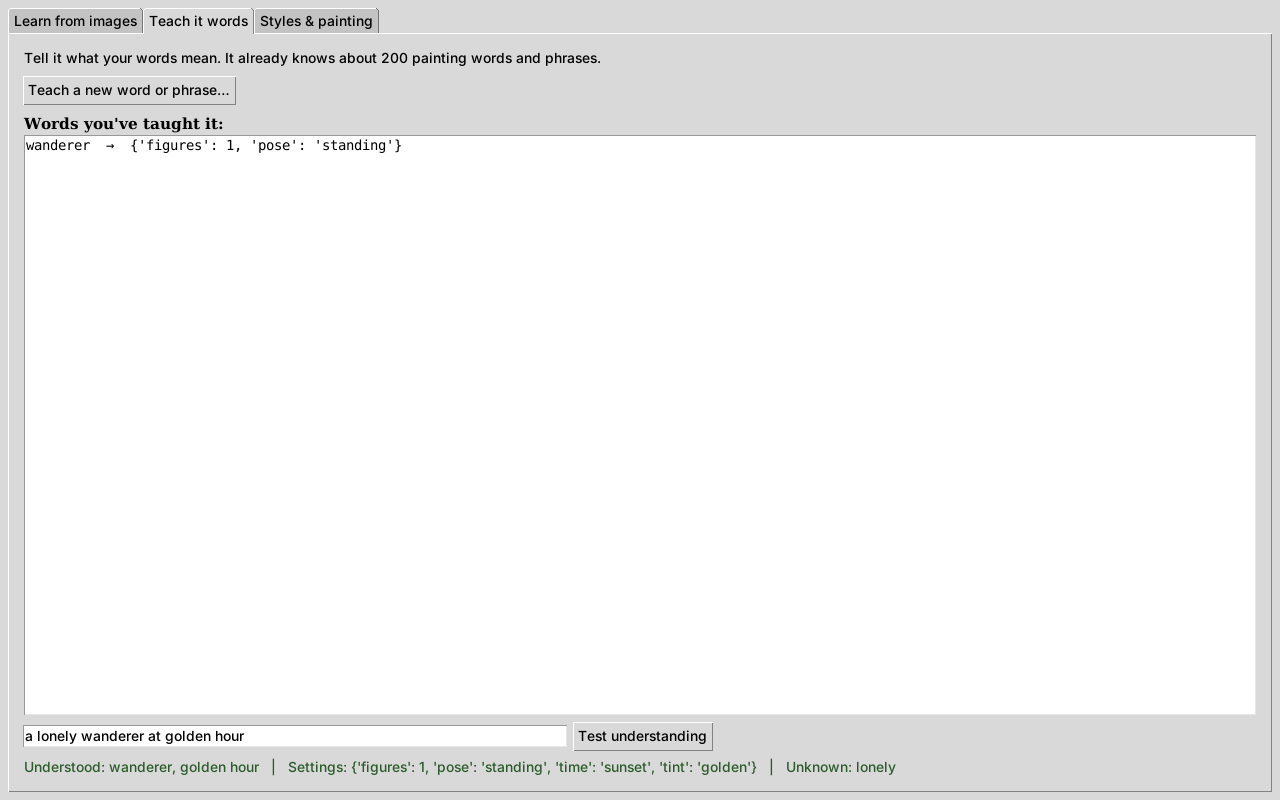 Learn from images Teach it words Styles & painting
Tell it what your words mean. It already knows about 200 painting words and phrases.
Teach a new word or phrase...
Words you've taught it:
wanderer → {'figures': 1, 'pose': 'standing'}
a lonely wanderer at golden hour Test understanding
Understood: wanderer, golden hour | Settings: {'figures': 1, 'pose': 'standing', 'time': 'sunset', 'tint': 'golden'} | Unknown: lonely